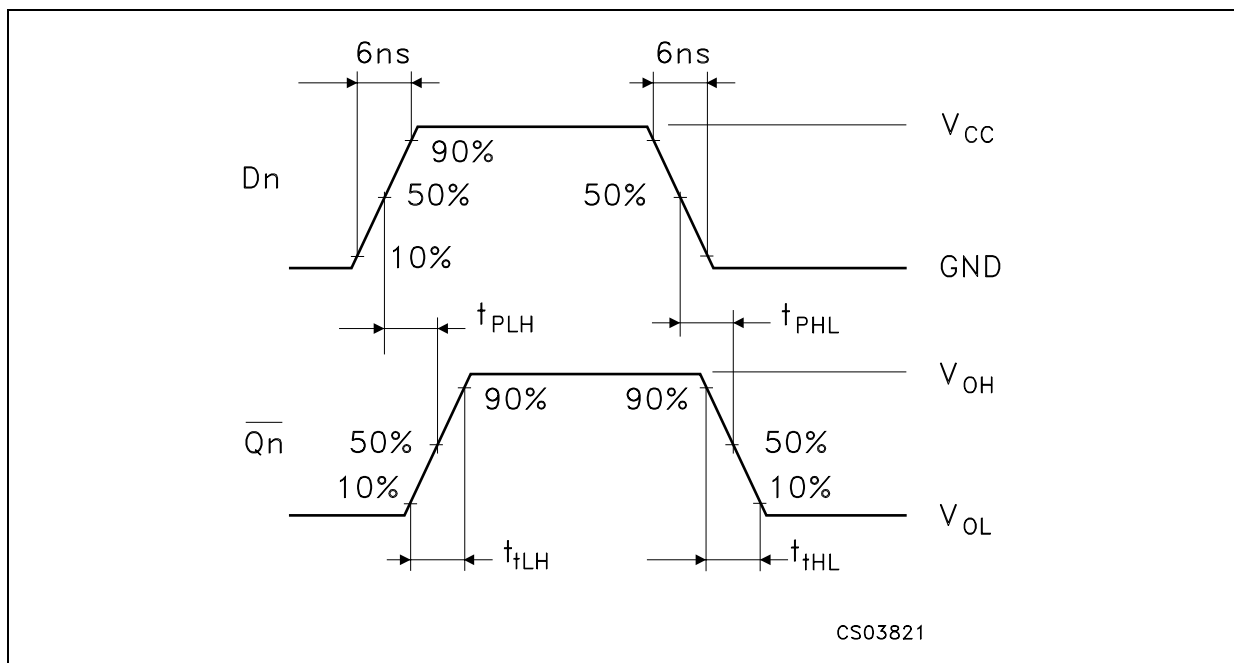 6ns 6ns
V_CC
90%
Dn
50% 50%
10%
GND
t_PLH t_PHL
V_OH
90% 90%
Q̅n̅
50% 50%
10% 10%
V_OL
t_tLH t_tHL
CS03821